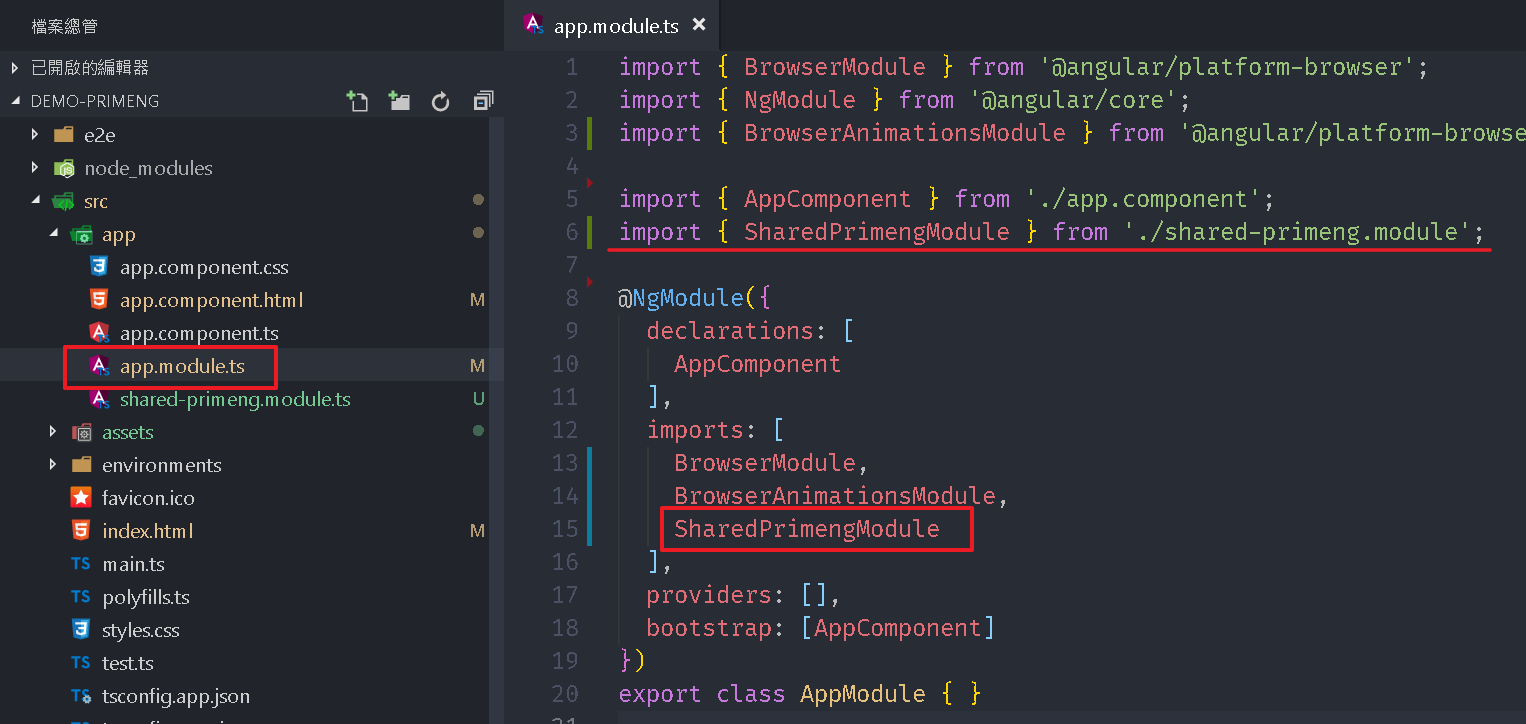 檔案總管
已開啟的編輯器
DEMO-PRIMENG
e2e
node_modules
src
app
app.component.css
app.component.html M
app.component.ts
app.module.ts M
shared-primeng.module.ts U
assets
environments
favicon.ico
index.html M
main.ts
polyfills.ts
styles.css
test.ts
tsconfig.app.json
app.module.ts ×
1 import { BrowserModule } from '@angular/platform-browser';
2 import { NgModule } from '@angular/core';
3 import { BrowserAnimationsModule } from '@angular/platform-browse
4
5 import { AppComponent } from './app.component';
6 import { SharedPrimengModule } from './shared-primeng.module';
7
8 @NgModule({
9 declarations: [
10 AppComponent
11 ],
12 imports: [
13 BrowserModule,
14 BrowserAnimationsModule,
15 SharedPrimengModule
16 ],
17 providers: [],
18 bootstrap: [AppComponent]
19 })
20 export class AppModule { }
21